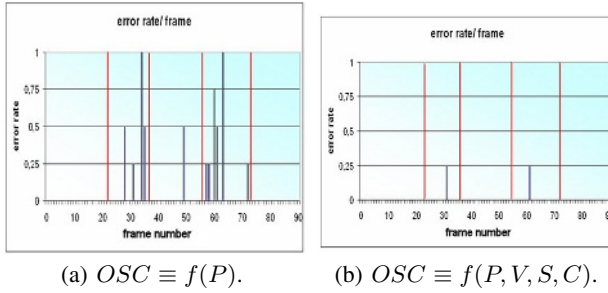 error rate/ frame
1
0,75
0,5
0,25
0
error rate
0 10 20 30 40 50 60 70 80 90
frame number
(a) OSC ≡ f(P).
error rate/ frame
1
0,75
0,5
0,25
0
error rate
0 10 20 30 40 50 60 70 80 90
frame number
(b) OSC ≡ f(P, V, S, C).